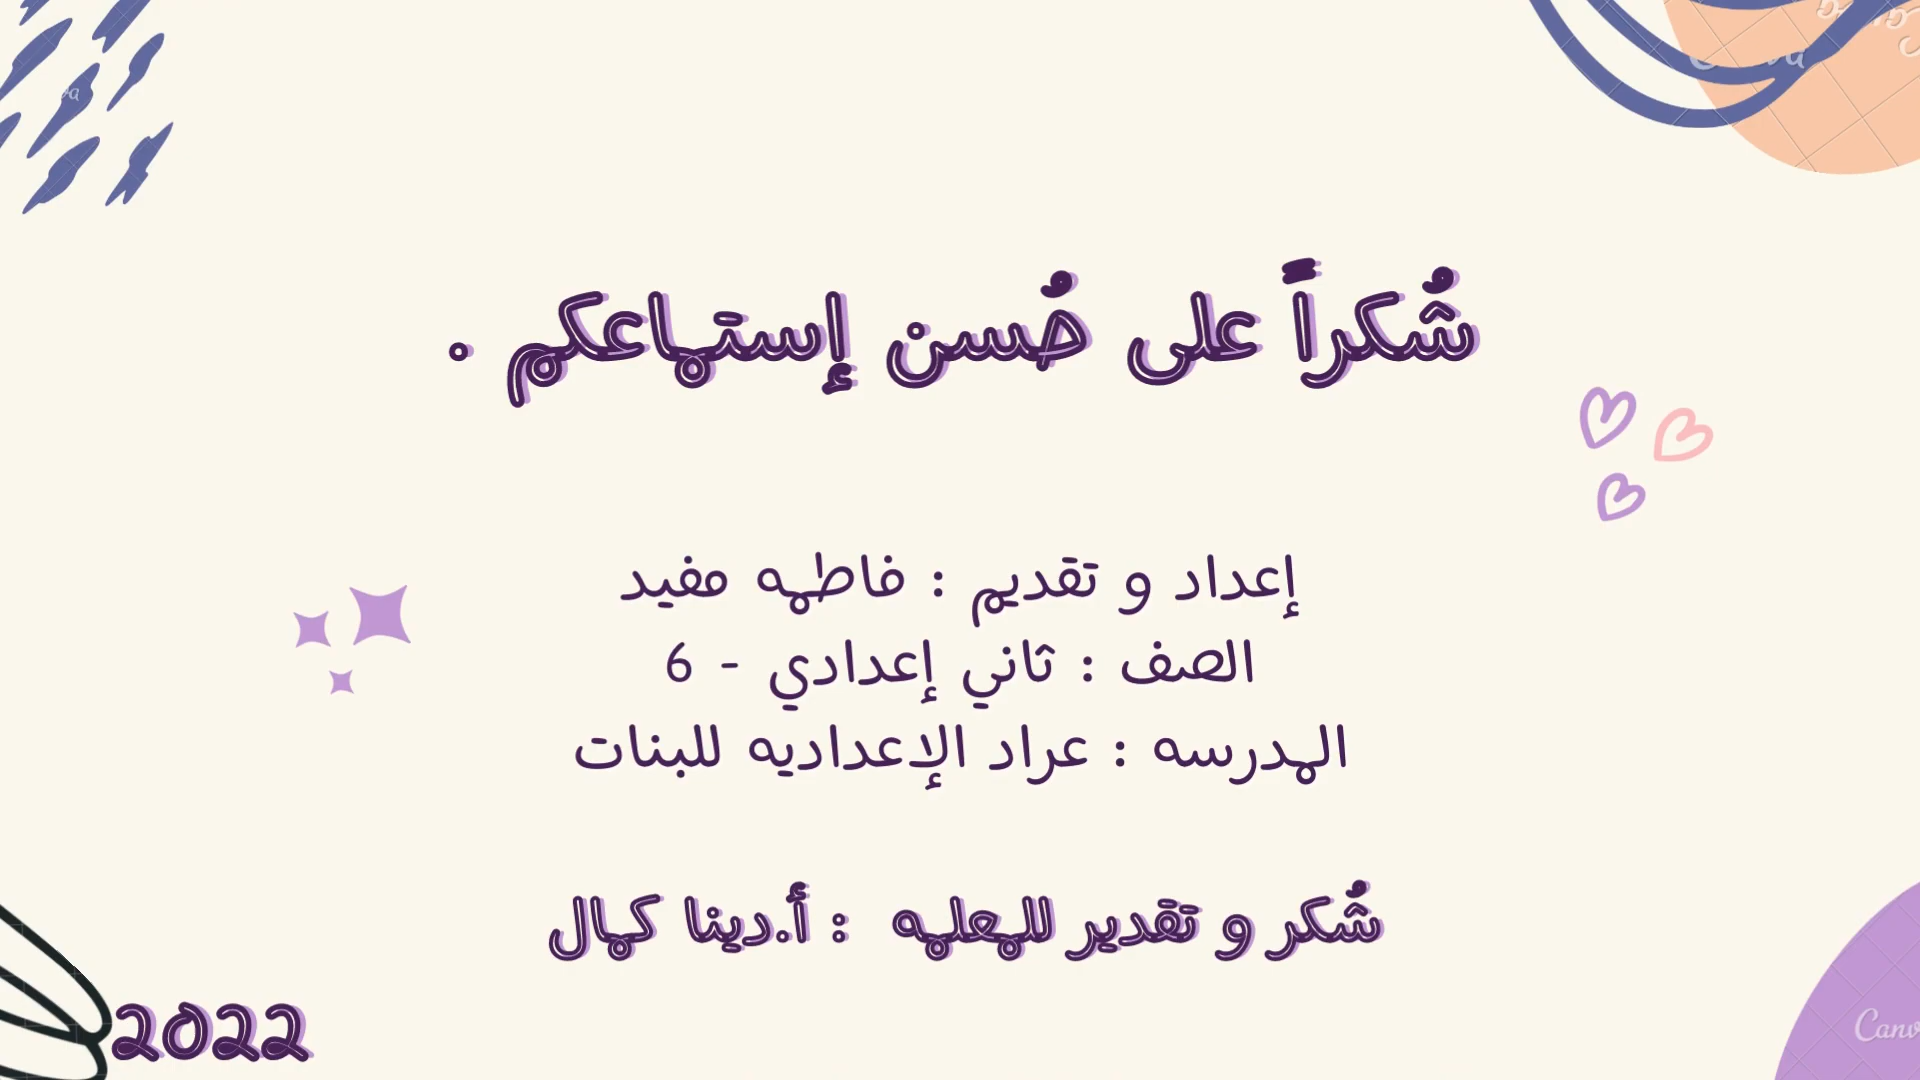 شُكراً على حُسن إستماعكم .
إعداد و تقديم : فاطمه مفيد
الصف : ثاني إعدادي - 6
المدرسه : عراد الإعداديه للبنات
شُكر و تقدير للمعلمه : أ.دينا كمال
2022